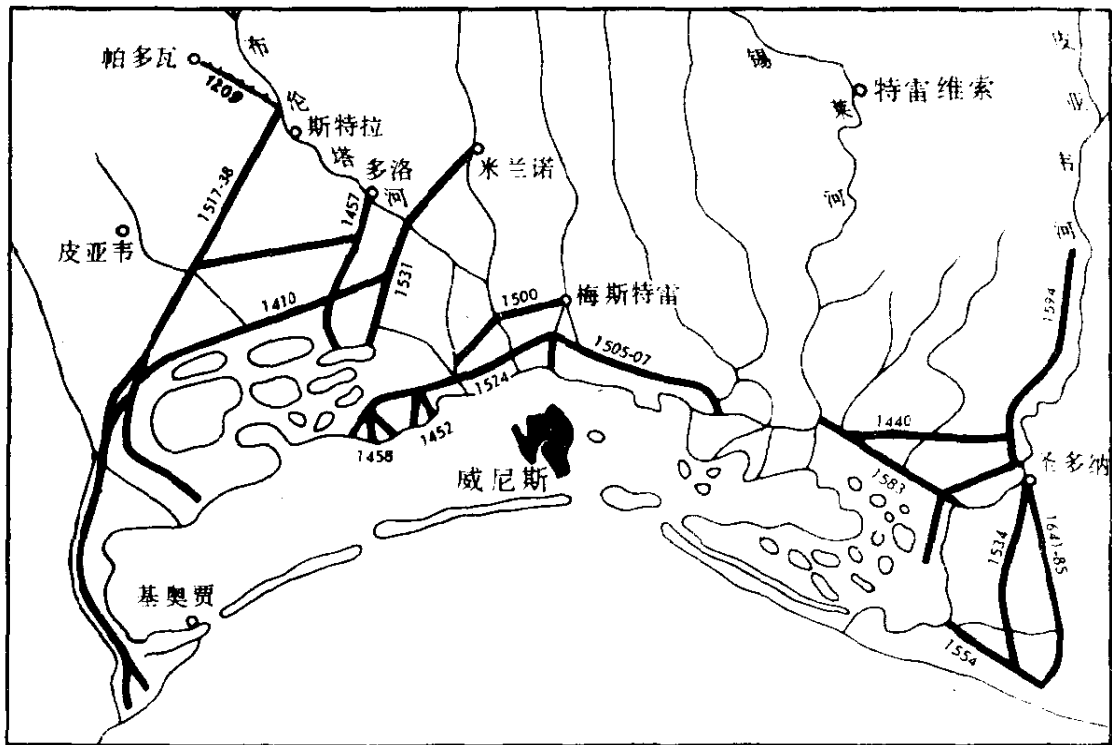 帕多瓦
1209
布伦塔河
斯特拉
多洛
米兰诺
锡莱河
特雷维索
皮亚韦河
1517-38
1457
皮亚韦
1410
1531
1500
梅斯特雷
1505-07
1524
1452
1458
威尼斯
1594
1440
1583
圣多纳
1534
1641-85
基奥贾
1554